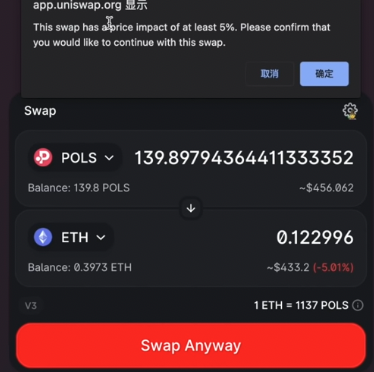 app.uniswap.org 显示
This swap has a price impact of at least 5%. Please confirm that
you would like to continue with this swap.
取消
确定
Swap
POLS
139.897943644113333352
Balance: 139.8 POLS
~$456.062
ETH
0.122996
Balance: 0.3973 ETH
~$433.2 (-5.01%)
V3
1 ETH = 1137 POLS
Swap Anyway